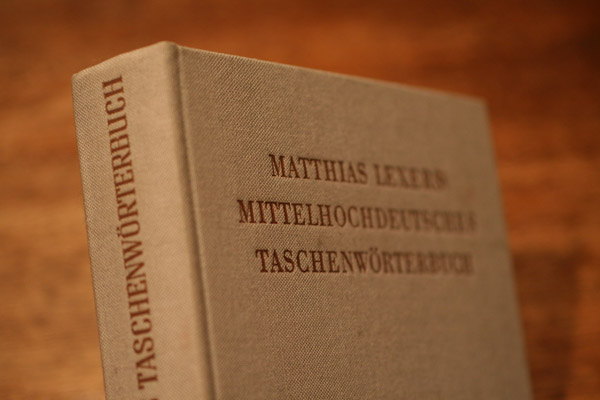 MATTHIAS LEXERS
MITTELHOCHDEUTSCHES
TASCHENWÖRTERBUCH
TASCHENWÖRTERBUCH